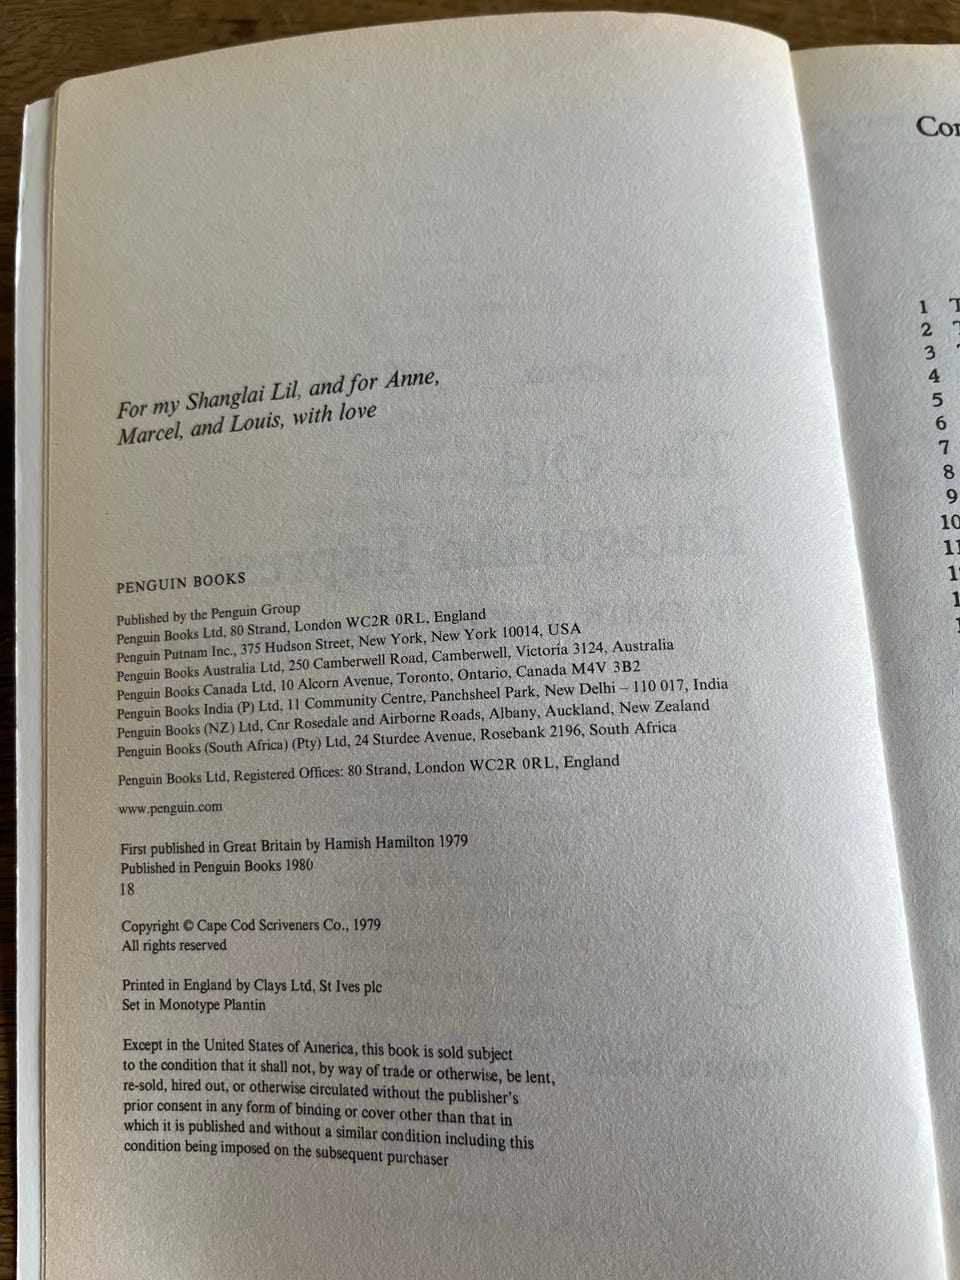 For my Shanglai Lil, and for Anne,
Marcel, and Louis, with love
PENGUIN BOOKS
Published by the Penguin Group
Penguin Books Ltd, 80 Strand, London WC2R 0RL, England
Penguin Putnam Inc., 375 Hudson Street, New York, New York 10014, USA
Penguin Books Australia Ltd, 250 Camberwell Road, Camberwell, Victoria 3124, Australia
Penguin Books Canada Ltd, 10 Alcorn Avenue, Toronto, Ontario, Canada M4V 3B2
Penguin Books India (P) Ltd, 11 Community Centre, Panchsheel Park, New Delhi – 110 017, India
Penguin Books (NZ) Ltd, Cnr Rosedale and Airborne Roads, Albany, Auckland, New Zealand
Penguin Books (South Africa) (Pty) Ltd, 24 Sturdee Avenue, Rosebank 2196, South Africa
Penguin Books Ltd, Registered Offices: 80 Strand, London WC2R 0RL, England
www.penguin.com
First published in Great Britain by Hamish Hamilton 1979
Published in Penguin Books 1980
18
Copyright © Cape Cod Scriveners Co., 1979
All rights reserved
Printed in England by Clays Ltd, St Ives plc
Set in Monotype Plantin
Except in the United States of America, this book is sold subject
to the condition that it shall not, by way of trade or otherwise, be lent,
re-sold, hired out, or otherwise circulated without the publisher's
prior consent in any form of binding or cover other than that in
which it is published and without a similar condition including this
condition being imposed on the subsequent purchaser
1
2
3
4
5
6
7
8
9
10